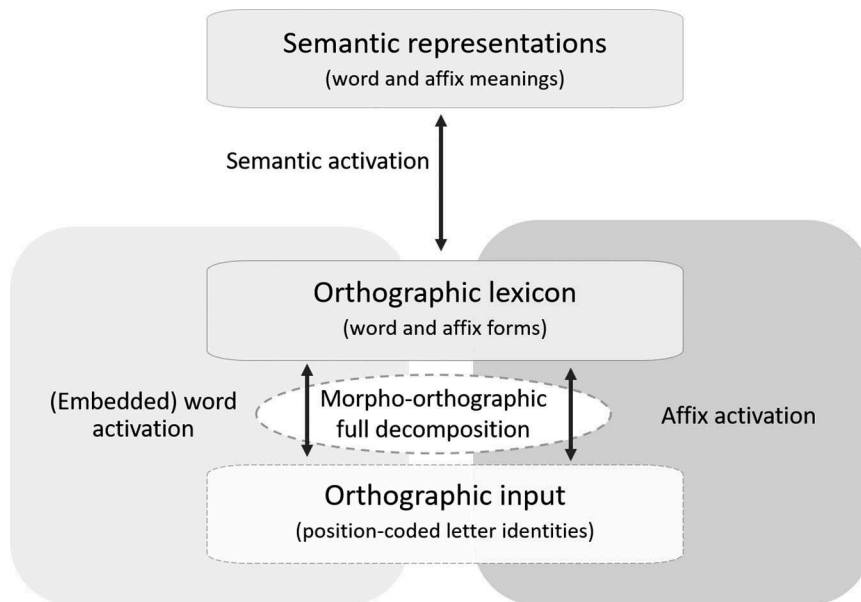 Semantic representations
(word and affix meanings)
Semantic activation
Orthographic lexicon
(word and affix forms)
(Embedded) word
activation
Morpho-orthographic
full decomposition
Affix activation
Orthographic input
(position-coded letter identities)